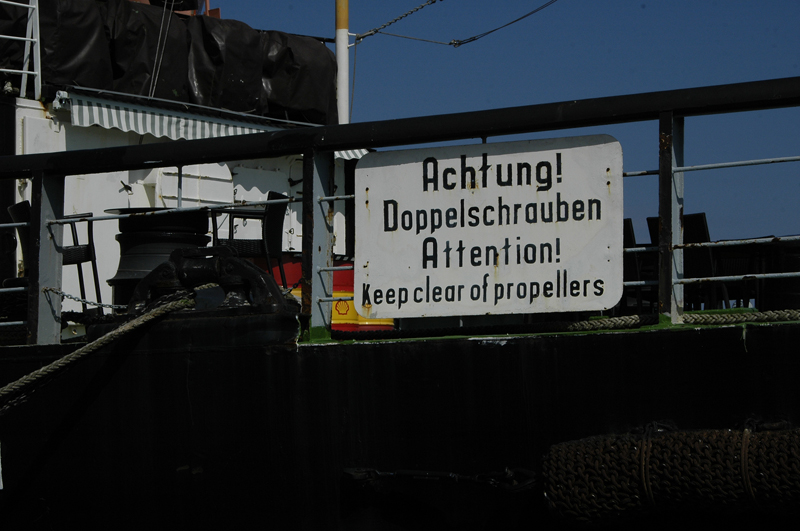 Achtung!
Doppelschrauben
Attention!
Keep clear of propellers